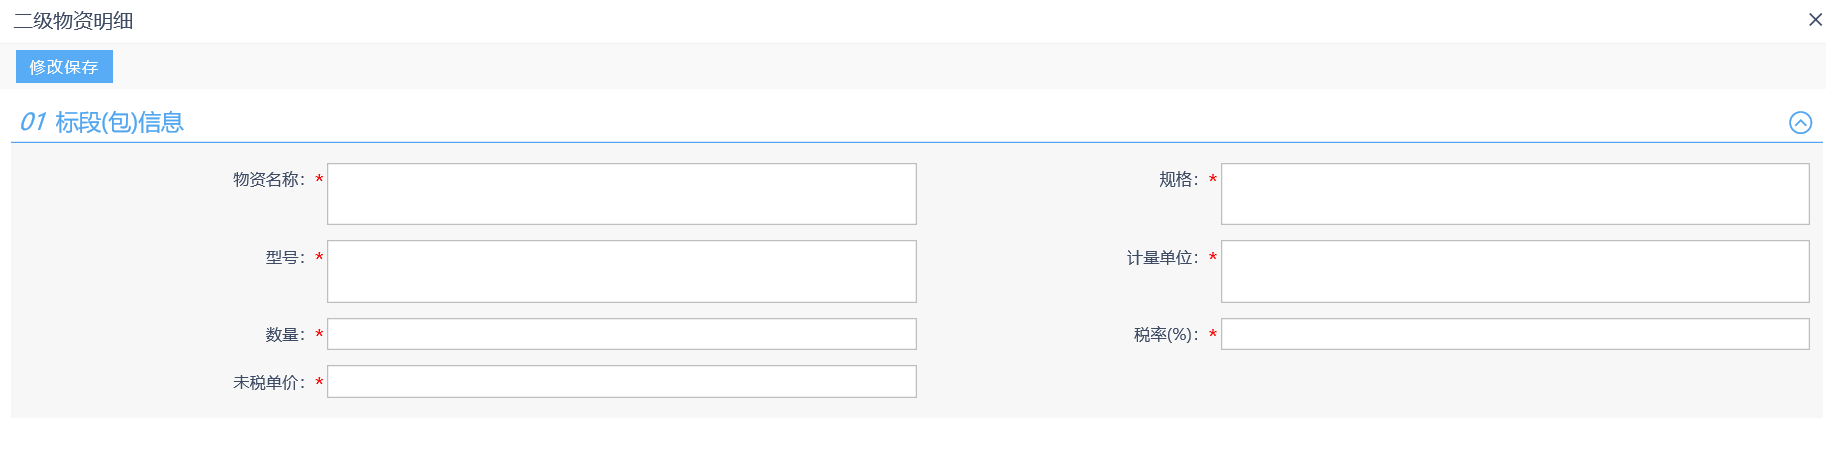 二级物资明细
修改保存
01 标段(包)信息
物资名称：* 规格：*
型号：* 计量单位：*
数量：* 税率(%)：*
未税单价：*